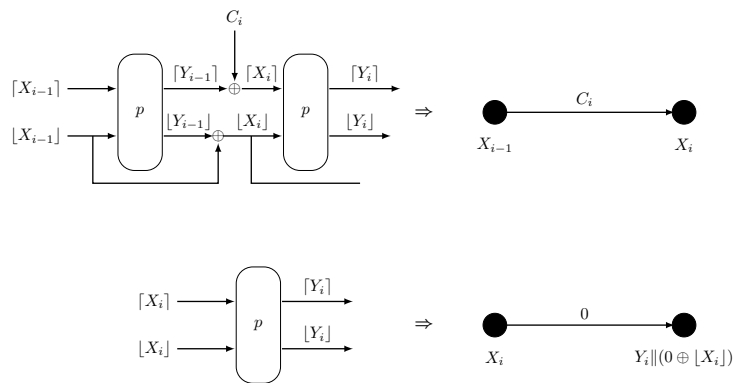 C_i
⌈X_{i−1}⌉ p ⌈Y_{i−1}⌉ ⊕ ⌈X_i⌉ p ⌈Y_i⌉ ⇒ C_i
⌊X_{i−1}⌋ ⌊Y_{i−1}⌋ ⊕ ⌊X_i⌋ ⌊Y_i⌋
X_{i−1} X_i
⌈X_i⌉ p ⌈Y_i⌉ ⇒ 0
⌊X_i⌋ ⌊Y_i⌋
X_i Y_i‖(0 ⊕ ⌊X_i⌋)